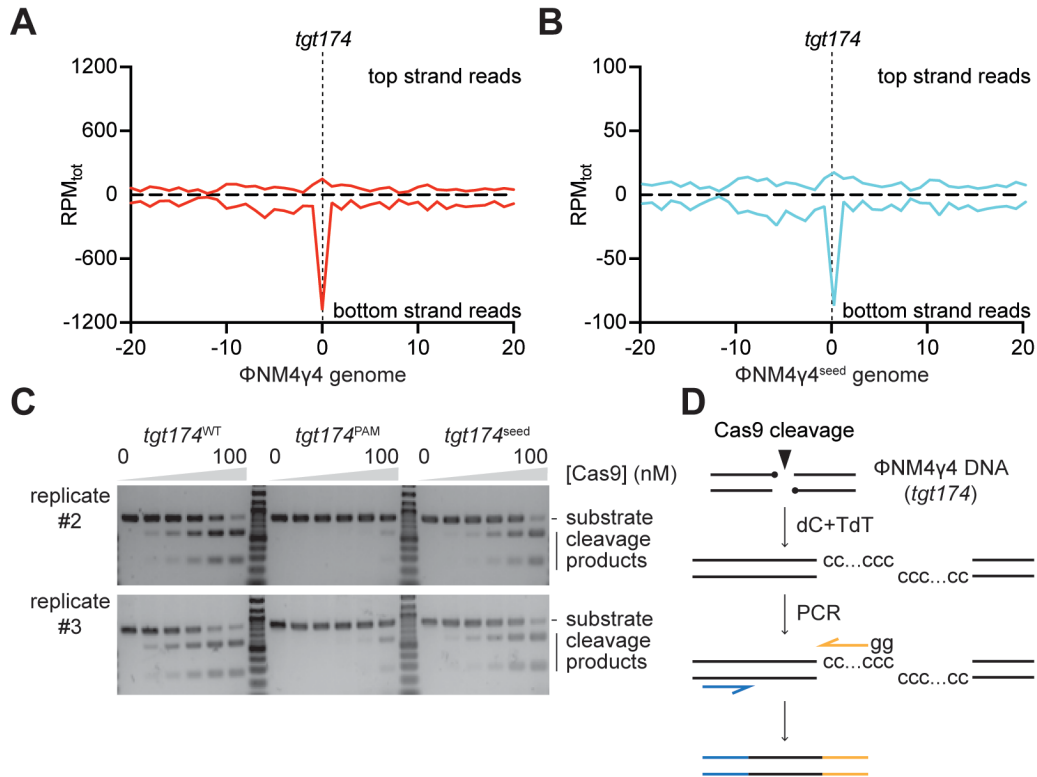 A
tgt174
1200
600
0
-600
-1200
RPMtot
top strand reads
bottom strand reads
-20
-10
0
10
20
ΦNM4γ4 genome
B
tgt174
100
50
0
-50
-100
RPMtot
top strand reads
bottom strand reads
-20
-10
0
10
20
ΦNM4γ4seed genome
C
tgt174WT
tgt174PAM
tgt174seed
0 100
0 100
0 100
[Cas9] (nM)
replicate
#2
substrate
cleavage
products
replicate
#3
substrate
cleavage
products
D
Cas9 cleavage
ΦNM4γ4 DNA
(tgt174)
dC+TdT
CC...CCC
CCC...CC
PCR
gg
CC...CCC
CCC...CC